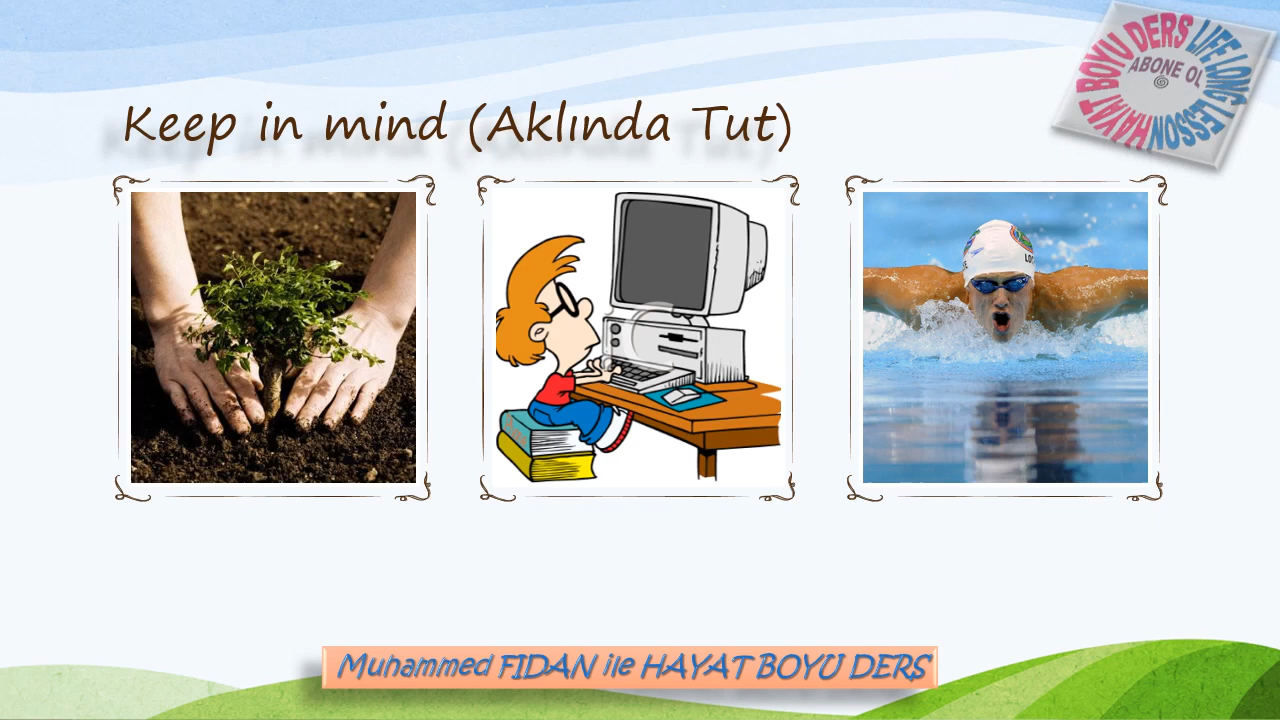 Keep in mind (Aklında Tut)
HAYAT BOYU DERS LIFE LONG LESSON
ABONE OL
Muhammed FIDAN ile HAYAT BOYU DERS